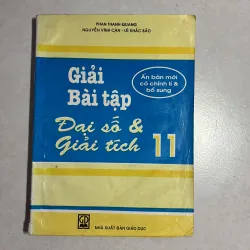 PHAN THANH QUANG
NGUYỄN VĨNH CẬN - LÊ KHẮC BẢO
Giải
Bài tập
Ấn bản mới
có chỉnh lí &
bổ sung
Đại số &
Giải tích 11
NHÀ XUẤT BẢN GIÁO DỤC